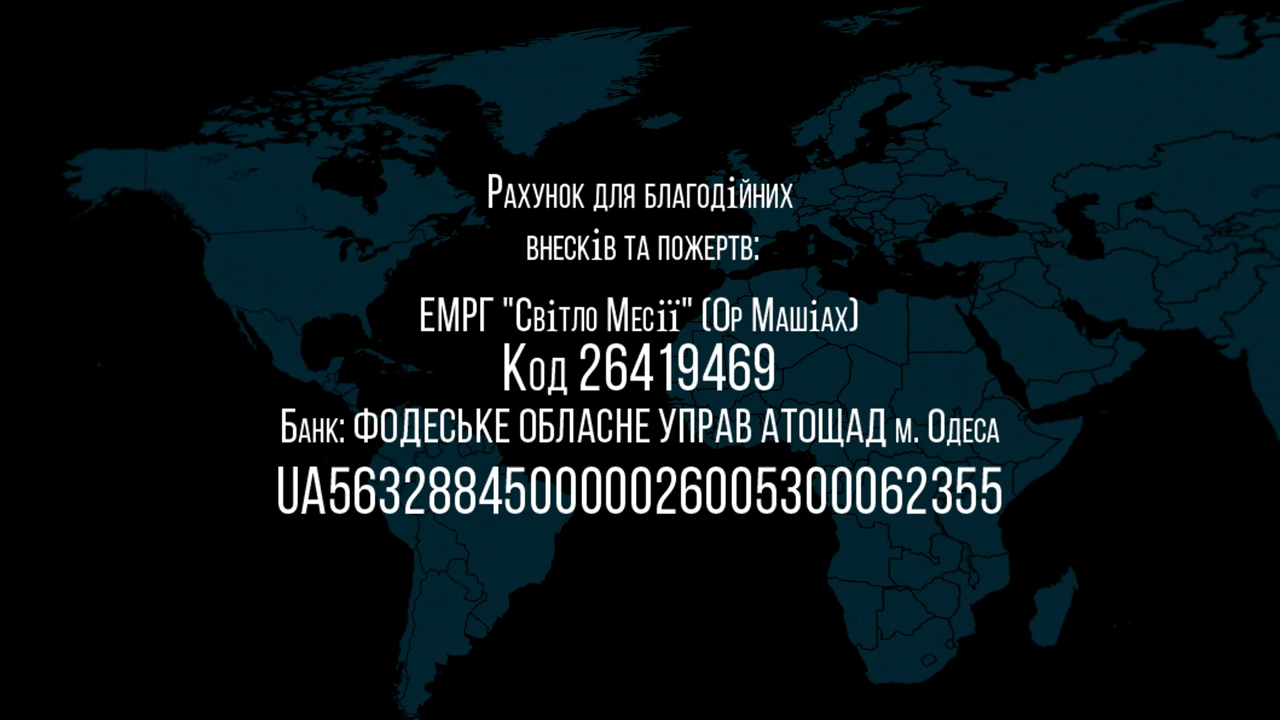 Рахунок для благодійних
внесків та пожертв:
ЕМРГ "Світло Месії" (Ор Машіах)
Код 26419469
Банк: ФОДЕСЬКЕ ОБЛАСНЕ УПРАВ АТОЩАД м. Одеса
UA563288450000026005300062355